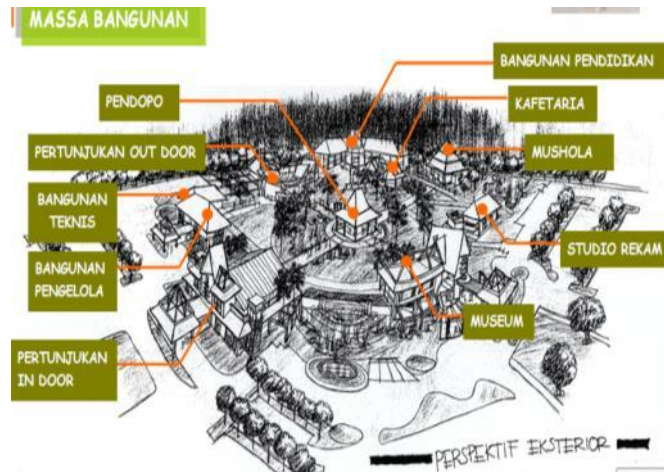 MASSA BANGUNAN
BANGUNAN PENDIDIKAN
PENDOPO
KAFETARIA
PERTUNJUKAN OUT DOOR
MUSHOLA
BANGUNAN
TEKNIS
STUDIO REKAM
BANGUNAN
PENGELOLA
MUSEUM
PERTUNJUKAN
IN DOOR
PERSPEKTIF EKSTERIOR